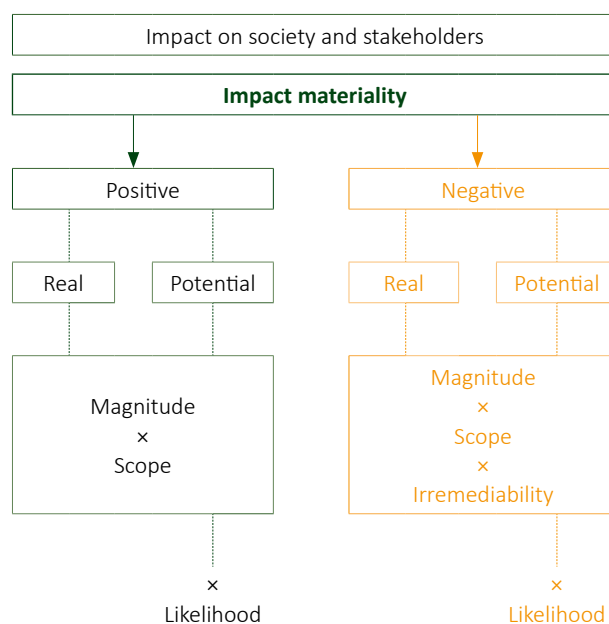 Impact on society and stakeholders
Impact materiality
Positive
Negative
Real
Potential
Real
Potential
Magnitude
×
Scope
Magnitude
×
Scope
×
Irremediability
×
Likelihood
×
Likelihood